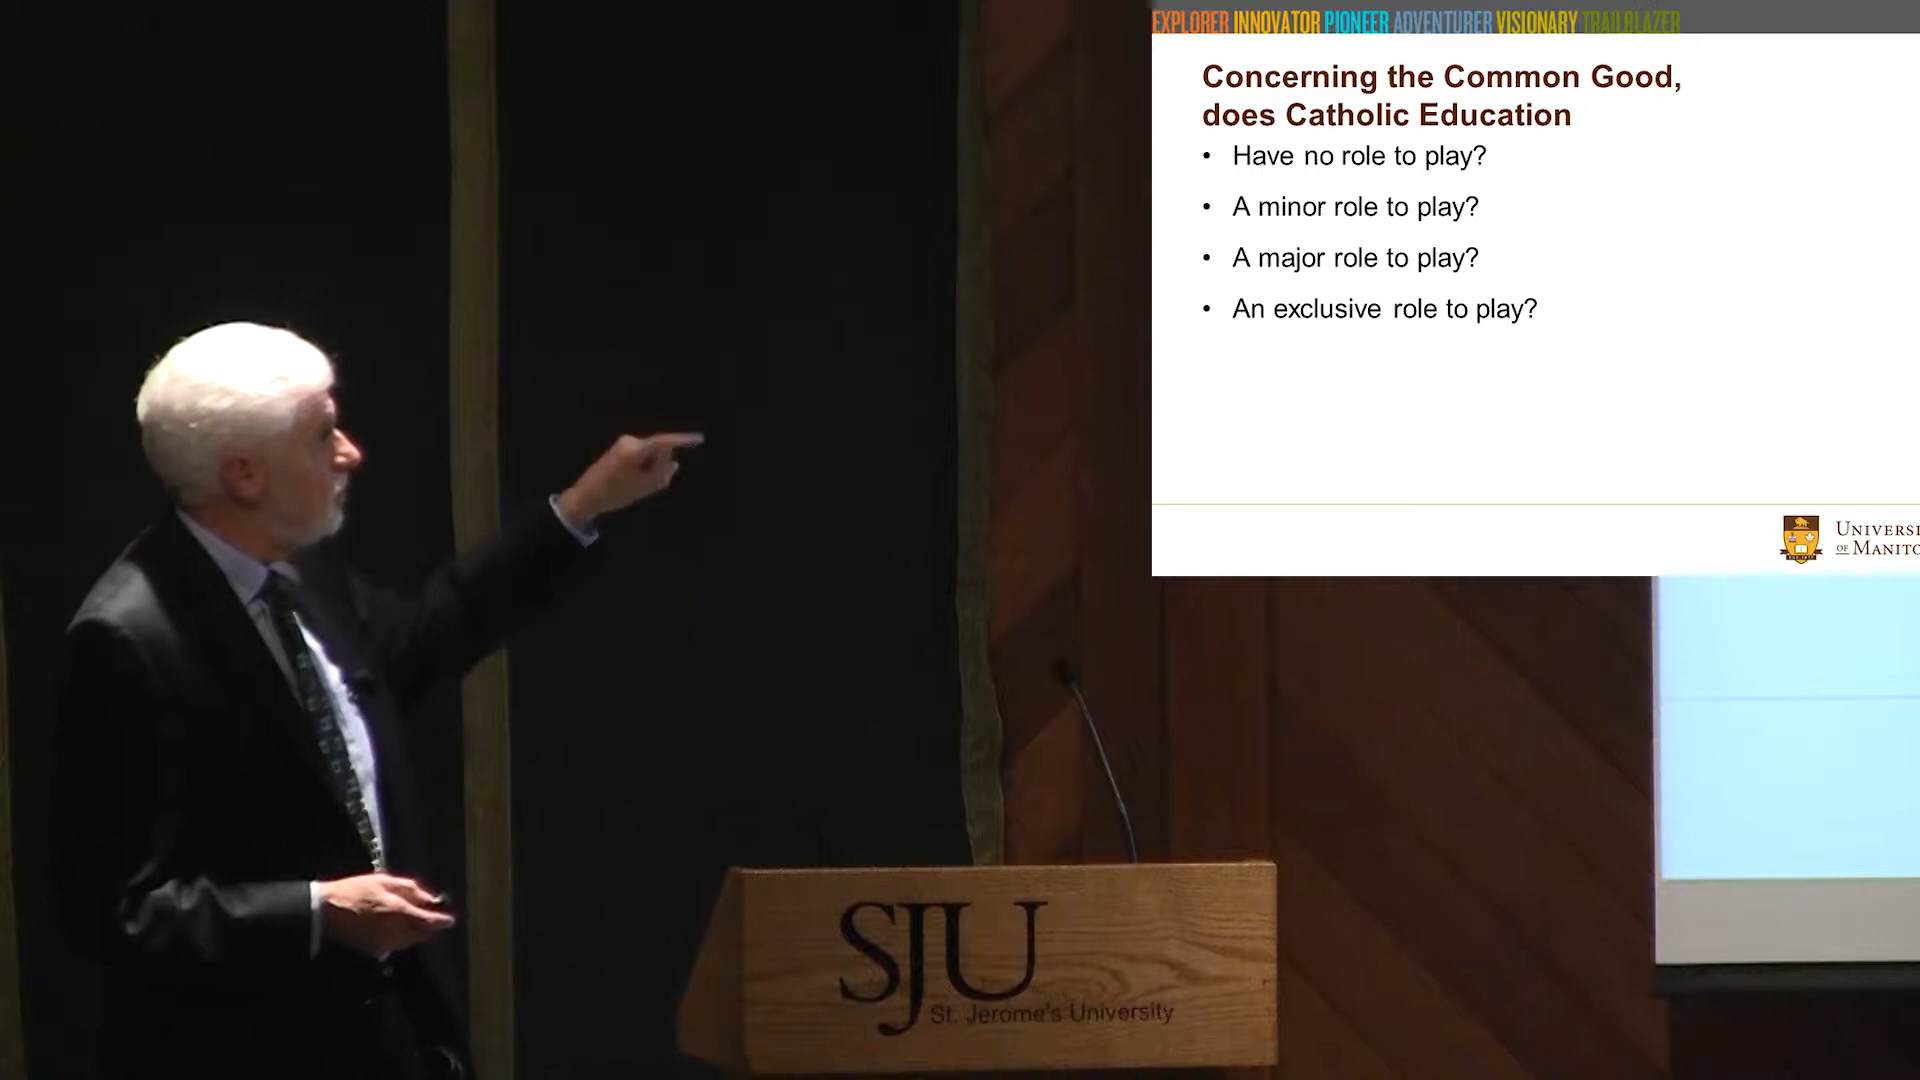 EXPLORER INNOVATOR PIONEER ADVENTURER VISIONARY TRAILBLAZER
Concerning the Common Good,
does Catholic Education
• Have no role to play?
• A minor role to play?
• A major role to play?
• An exclusive role to play?
UNIVERSI
OF MANITO
SJU
St. Jerome's University